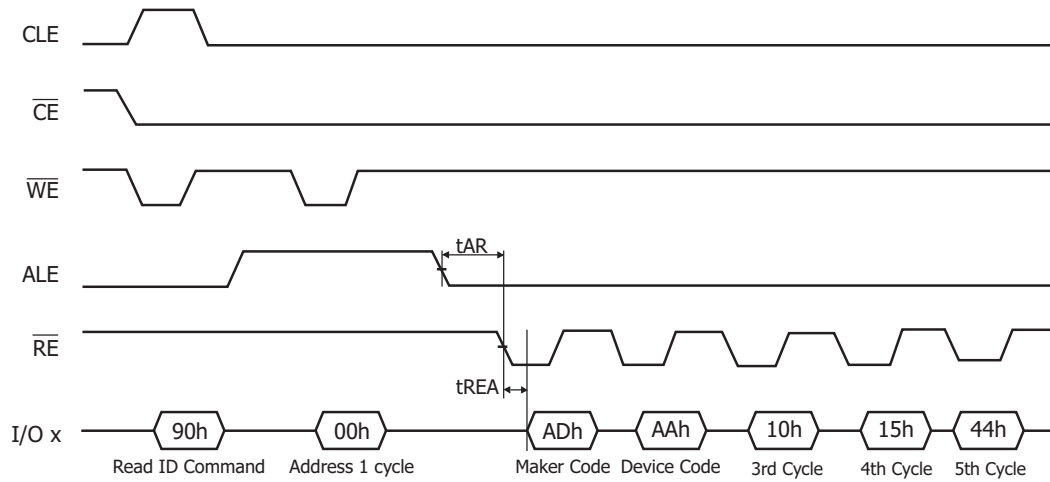 CLE
CE
WE
tAR
ALE
RE
tREA
I/O x 90h 00h ADh AAh 10h 15h 44h
Read ID Command Address 1 cycle Maker Code Device Code 3rd Cycle 4th Cycle 5th Cycle